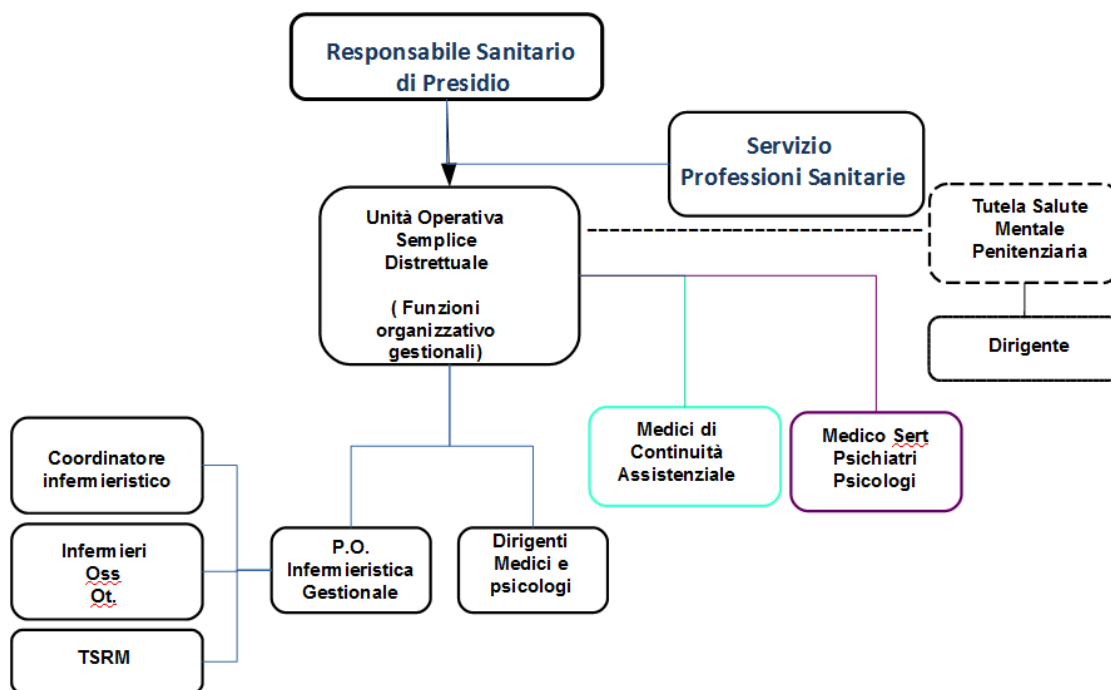 Responsabile Sanitario
di Presidio
Servizio
Professioni Sanitarie
Unità Operativa
Semplice
Distrettuale
( Funzioni
organizzativo
gestionali)
Tutela Salute
Mentale
Penitenziaria
Dirigente
Medici di
Continuità
Assistenziale
Medico Sert
Psichiatri
Psicologi
Coordinatore
infermieristico
Infermieri
Oss
Ot.
TSRM
P.O.
Infermieristica
Gestionale
Dirigenti
Medici e
psicologi